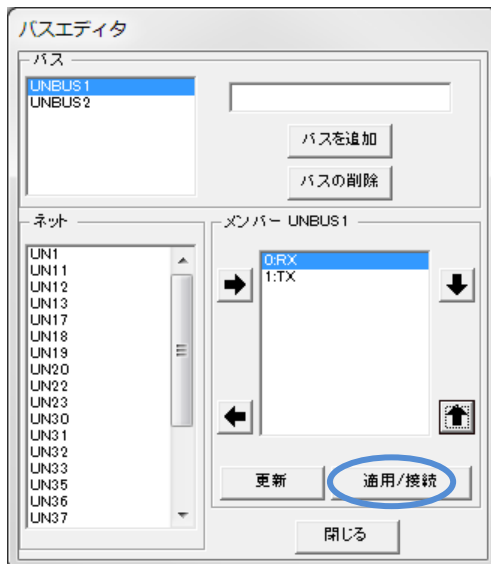 バスエディタ
バス
UNBUS1
UNBUS2
バスを追加
バスの削除
ネット
UN1
UN11
UN12
UN13
UN17
UN18
UN19
UN20
UN22
UN23
UN30
UN31
UN32
UN33
UN35
UN36
UN37
メンバー UNBUS1
0:RX
1:TX
更新
適用/接続
閉じる